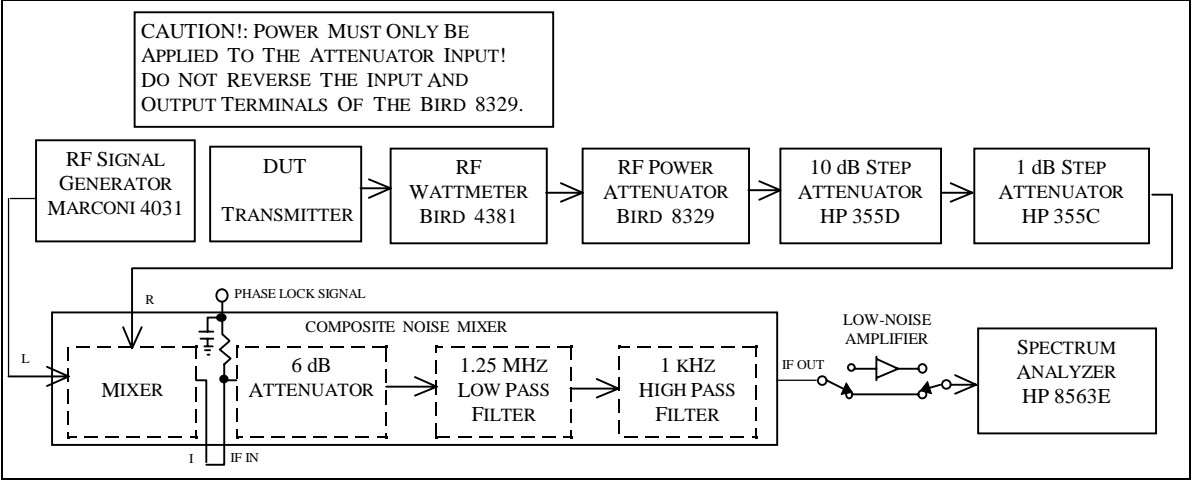 CAUTION!: POWER MUST ONLY BE
APPLIED TO THE ATTENUATOR INPUT!
DO NOT REVERSE THE INPUT AND
OUTPUT TERMINALS OF THE BIRD 8329.
RF SIGNAL
GENERATOR
MARCONI 4031
DUT
TRANSMITTER
RF
WATTMETER
BIRD 4381
RF POWER
ATTENUATOR
BIRD 8329
10 dB STEP
ATTENUATOR
HP 355D
1 dB STEP
ATTENUATOR
HP 355C
R
PHASE LOCK SIGNAL
COMPOSITE NOISE MIXER
L
MIXER
6 dB
ATTENUATOR
1.25 MHZ
LOW PASS
FILTER
1 KHZ
HIGH PASS
FILTER
I
IF IN
IF OUT
LOW-NOISE
AMPLIFIER
SPECTRUM
ANALYZER
HP 8563E